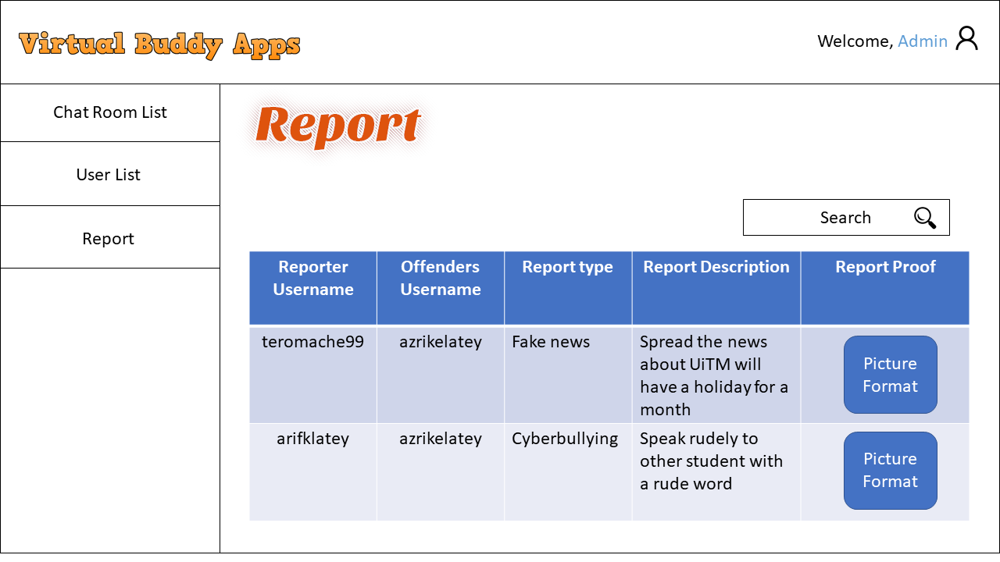 Virtual Buddy Apps
Welcome, Admin
Chat Room List
User List
Report
Report
Search
Reporter Username
Offenders Username
Report type
Report Description
Report Proof
teromache99
azrikelatey
Fake news
Spread the news
about UiTM will
have a holiday for a
month
Picture
Format
arifklatey
azrikelatey
Cyberbullying
Speak rudely to
other student with
a rude word
Picture
Format